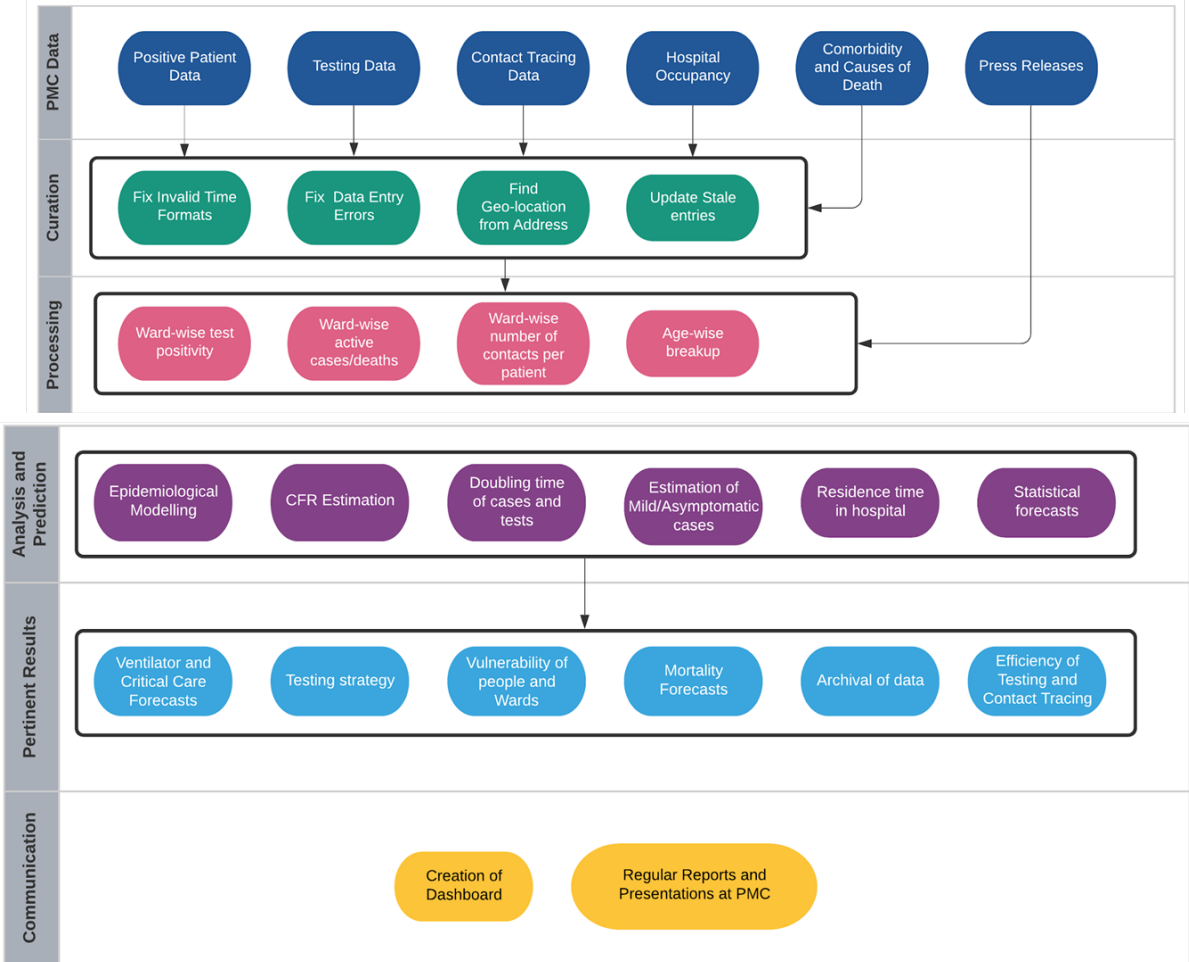 PMC Data
Positive Patient
Data
Testing Data
Contact Tracing
Data
Hospital
Occupancy
Comorbidity
and Causes of
Death
Press Releases
Curation
Fix Invalid Time
Formats
Fix Data Entry
Errors
Find
Geo-location
from Address
Update Stale
entries
Processing
Ward-wise test
positivity
Ward-wise
active
cases/deaths
Ward-wise
number of
contacts per
patient
Age-wise
breakup
Analysis and
Prediction
Epidemiological
Modelling
CFR Estimation
Doubling time
of cases and
tests
Estimation of
Mild/Asymptomatic
cases
Residence time
in hospital
Statistical
forecasts
Pertinent Results
Ventilator and
Critical Care
Forecasts
Testing strategy
Vulnerability of
people and
Wards
Mortality
Forecasts
Archival of data
Efficiency of
Testing and
Contact Tracing
Communication
Creation of
Dashboard
Regular Reports and
Presentations at PMC